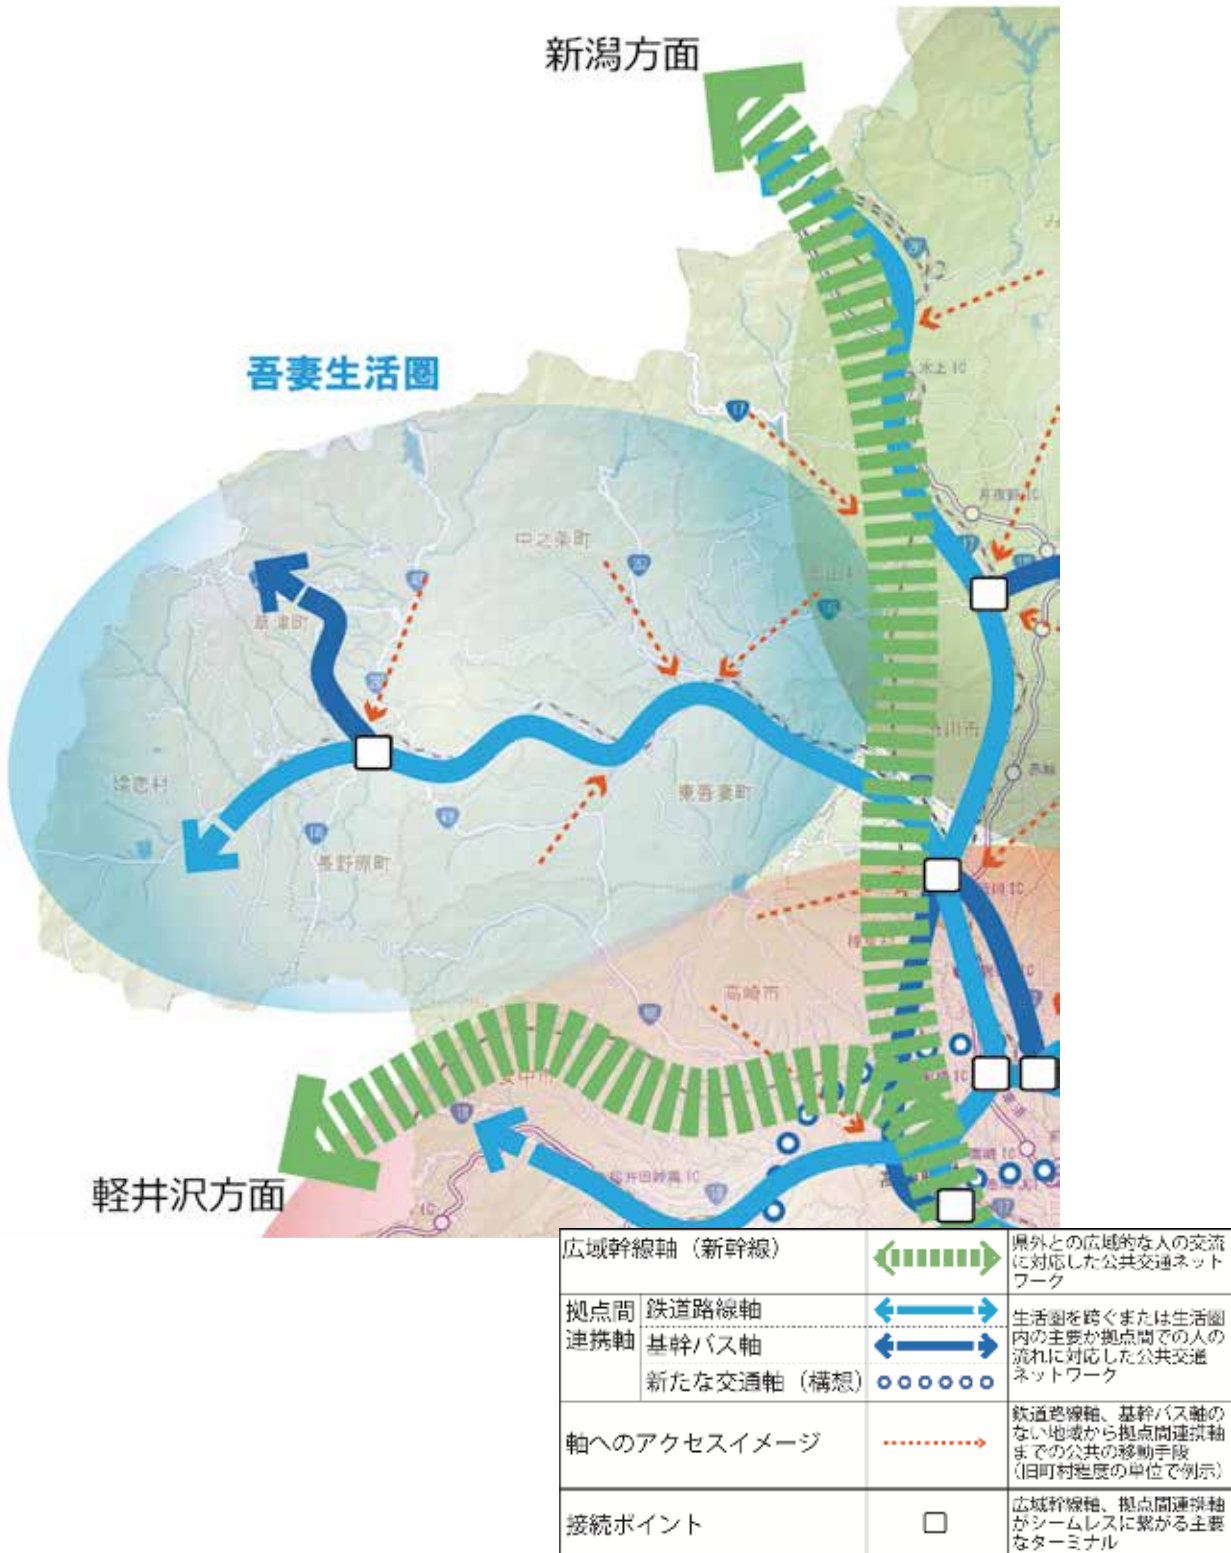 新潟方面
吾妻生活圏
水上IC
17
月夜野IC
中之条町
草津町
嬬恋村
長野原町
東吾妻町
高崎市
安中市
18
軽井沢方面
広域幹線軸（新幹線）
県外との広域的な人の交流
に対応した公共交通ネット
ワーク
拠点間
連携軸
鉄道路線軸
基幹バス軸
新たな交通軸（構想）
生活圏を跨ぐまたは生活圏
内の主要か拠点間での人の
流れに対応した公共交通
ネットワーク
軸へのアクセスイメージ
鉄道路線軸、基幹バス軸の
ない地域から拠点間連携軸
までの公共の移動手段
（旧町村程度の単位で例示）
接続ポイント
広域幹線軸、拠点間連携軸
がシームレスに繋がる主要
なターミナル